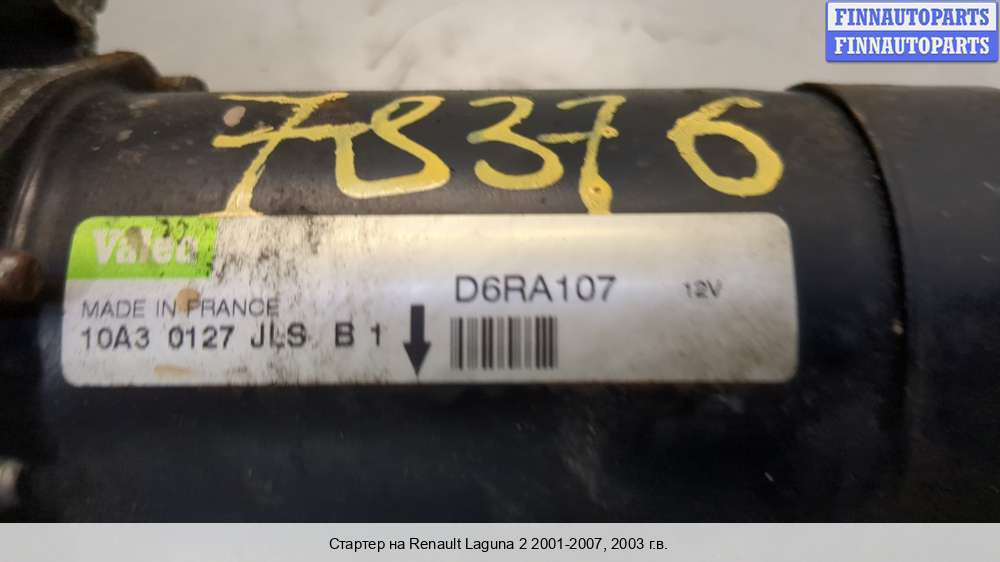 FINNAUTOPARTS
FINNAUTOPARTS
78376
Valeo
D6RA107 12V
MADE IN FRANCE
10A3 0127 JLS B 1
Стартер на Renault Laguna 2 2001-2007, 2003 г.в.